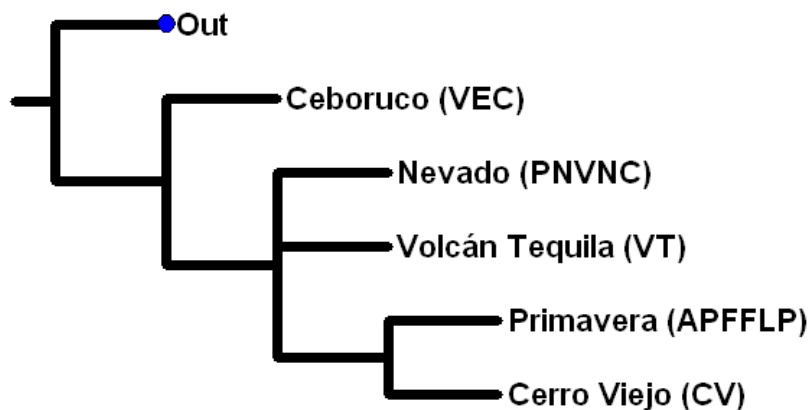 Out
Ceboruco (VEC)
Nevado (PNVNC)
Volcán Tequila (VT)
Primavera (APFFLP)
Cerro Viejo (CV)